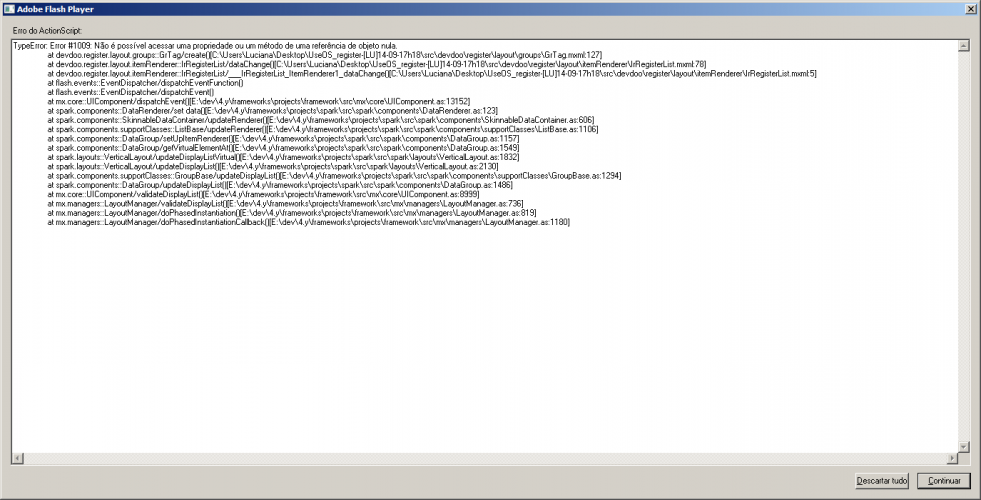 Adobe Flash Player
Erro do ActionScript:
TypeError: Error #1009: Não é possível acessar uma propriedade ou um método de uma referência de objeto nula.
at devdoo.register.layout.groups::GrTag/create()[C:\Users\Luciana\Desktop\UseOS_register-[LU]14-09-17h18\src\devdoo\register\layout\groups\GrTag.mxml:127]
at devdoo.register.layout.itemRenderer::IrRegisterList/dataChange()[C:\Users\Luciana\Desktop\UseOS_register-[LU]14-09-17h18\src\devdoo\register\layout\itemRenderer\IrRegisterList.mxml:78]
at devdoo.register.layout.itemRenderer::IrRegisterList/___IrRegisterList_ItemRenderer1_dataChange()[C:\Users\Luciana\Desktop\UseOS_register-[LU]14-09-17h18\src\devdoo\register\layout\itemRenderer\IrRegisterList.mxml:5]
at flash.events::EventDispatcher/dispatchEventFunction()
at flash.events::EventDispatcher/dispatchEvent()
at mx.core::UIComponent/dispatchEvent()[E:\dev\4.y\frameworks\projects\framework\src\mx\core\UIComponent.as:13152]
at spark.components::DataRenderer/set data()[E:\dev\4.y\frameworks\projects\spark\src\spark\components\DataRenderer.as:123]
at spark.components::SkinnableDataContainer/updateRenderer()[E:\dev\4.y\frameworks\projects\spark\src\spark\components\SkinnableDataContainer.as:606]
at spark.components.supportClasses::ListBase/updateRenderer()[E:\dev\4.y\frameworks\projects\spark\src\spark\components\supportClasses\ListBase.as:1106]
at spark.components::DataGroup/setUpItemRenderer()[E:\dev\4.y\frameworks\projects\spark\src\spark\components\DataGroup.as:1157]
at spark.components::DataGroup/getVirtualElementAt()[E:\dev\4.y\frameworks\projects\spark\src\spark\components\DataGroup.as:1549]
at spark.layouts::VerticalLayout/updateDisplayListVirtual()[E:\dev\4.y\frameworks\projects\spark\src\spark\layouts\VerticalLayout.as:1832]
at spark.layouts::VerticalLayout/updateDisplayList()[E:\dev\4.y\frameworks\projects\spark\src\spark\layouts\VerticalLayout.as:2130]
at spark.components.supportClasses::GroupBase/updateDisplayList()[E:\dev\4.y\frameworks\projects\spark\src\spark\components\supportClasses\GroupBase.as:1294]
at spark.components::DataGroup/updateDisplayList()[E:\dev\4.y\frameworks\projects\spark\src\spark\components\DataGroup.as:1486]
at mx.core::UIComponent/validateDisplayList()[E:\dev\4.y\frameworks\projects\framework\src\mx\core\UIComponent.as:8999]
at mx.managers::LayoutManager/validateDisplayList()[E:\dev\4.y\frameworks\projects\framework\src\mx\managers\LayoutManager.as:736]
at mx.managers::LayoutManager/doPhasedInstantiation()[E:\dev\4.y\frameworks\projects\framework\src\mx\managers\LayoutManager.as:819]
at mx.managers::LayoutManager/doPhasedInstantiationCallback()[E:\dev\4.y\frameworks\projects\framework\src\mx\managers\LayoutManager.as:1180]
Descartar tudo
Continuar